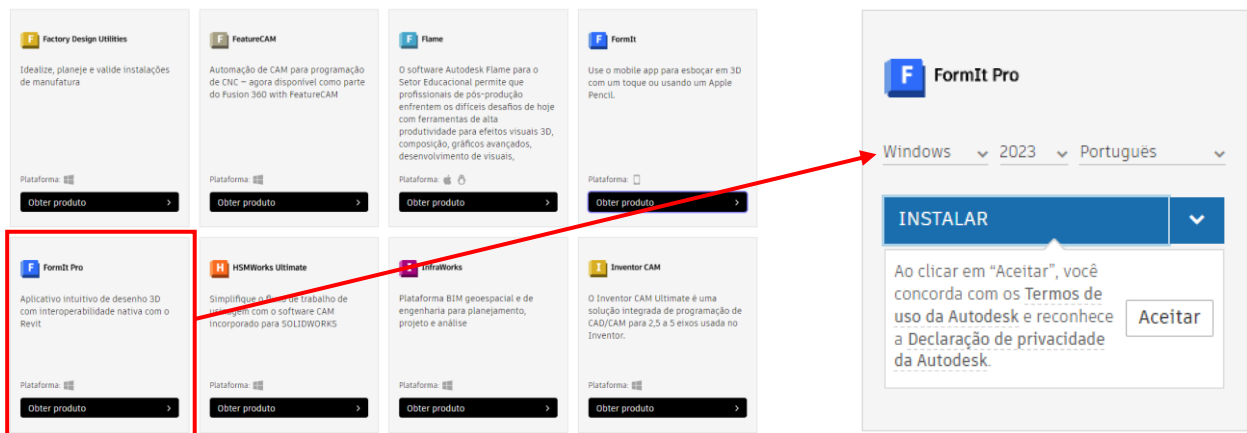 Factory Design Utilities
Idealize, planeje e valide instalações
de manufatura
Plataforma:
Obter produto
FeatureCAM
Automação de CAM para programação
de CNC – agora disponível como parte
do Fusion 360 with FeatureCAM
Plataforma:
Obter produto
Flame
O software Autodesk Flame para o
Setor Educacional permite que
profissionais de pós-produção
enfrentem os difíceis desafios de hoje
com ferramentas de alta
produtividade para efeitos visuais 3D,
composição, gráficos avançados,
desenvolvimento de visuais,
Plataforma:
Obter produto
F FormIt
Use o mobile app para esboçar em 3D
com um toque ou usando um Apple
Pencil.
Plataforma:
Obter produto
F FormIt Pro
Aplicativo intuitivo de desenho 3D
com interoperabilidade nativa com o
Revit
Plataforma:
Obter produto
H HSMWorks Ultimate
Simplifique o fluxo de trabalho de
usinagem com o software CAM
incorporado para SOLIDWORKS
Plataforma:
Obter produto
I InfraWorks
Plataforma BIM geoespacial e de
engenharia para planejamento,
projeto e análise
Plataforma:
Obter produto
I Inventor CAM
O Inventor CAM Ultimate é uma
solução integrada de programação de
CAD/CAM para 2,5 a 5 eixos usada no
Inventor.
Plataforma:
Obter produto
F FormIt Pro
Windows 2023 Português
INSTALAR
Ao clicar em “Aceitar”, você
concorda com os Termos de
uso da Autodesk e reconhece
a Declaração de privacidade
da Autodesk.
Aceitar